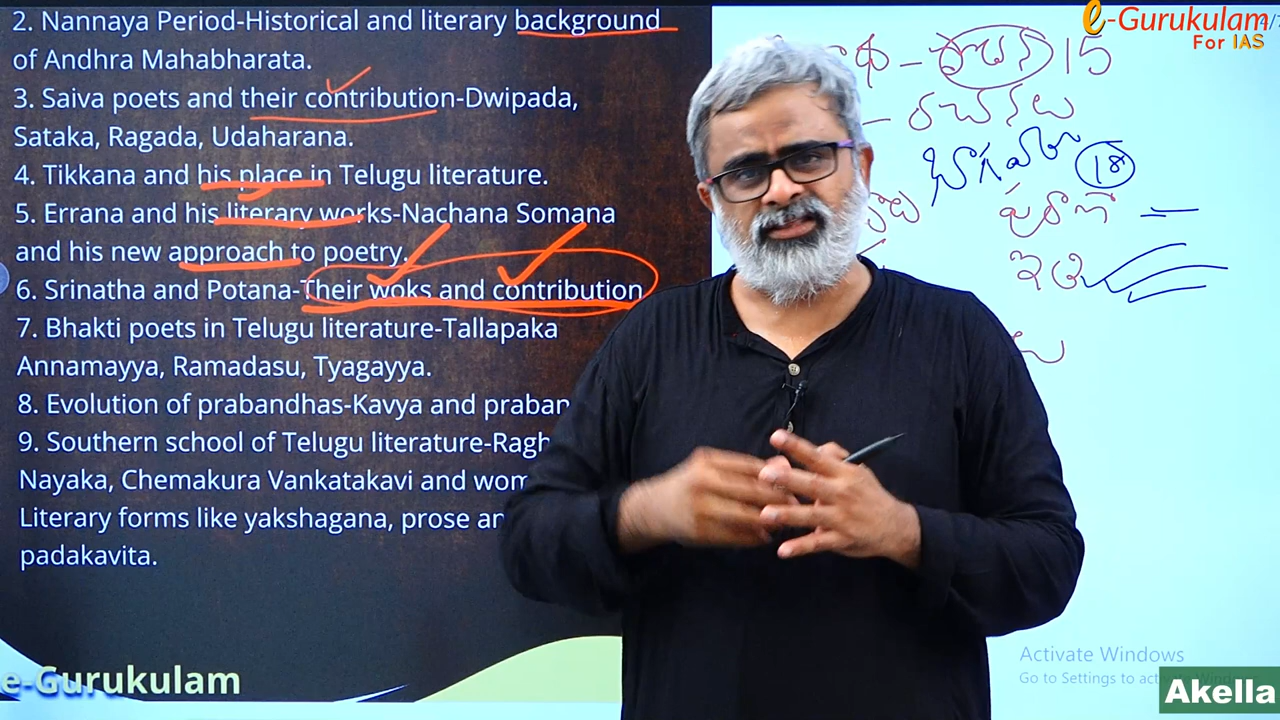 2. Nannaya Period-Historical and literary background
of Andhra Mahabharata.
3. Saiva poets and their contribution-Dwipada,
Sataka, Ragada, Udaharana.
4. Tikkana and his place in Telugu literature.
5. Errana and his literary works-Nachana Somana
and his new approach to poetry.
6. Srinatha and Potana-Their woks and contribution
7. Bhakti poets in Telugu literature-Tallapaka
Annamayya, Ramadasu, Tyagayya.
8. Evolution of prabandhas-Kavya and praban
9. Southern school of Telugu literature-Ragh
Nayaka, Chemakura Vankatakavi and wom
Literary forms like yakshagana, prose an
padakavita.
e-Gurukulam
e-Gurukulam
For IAS
15
18
Activate Windows
Go to Settings to
Akella